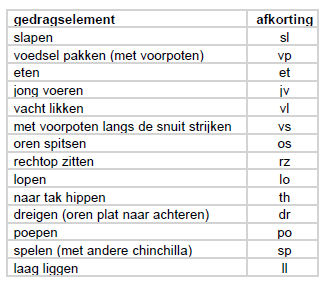 gedragselement afkorting
slapen sl
voedsel pakken (met voorpoten) vp
eten et
jong voeren jv
vacht likken vl
met voorpoten langs de snuit strijken vs
oren spitsen os
rechtop zitten rz
lopen lo
naar tak hippen th
dreigen (oren plat naar achteren) dr
poepen po
spelen (met andere chinchilla) sp
laag liggen ll